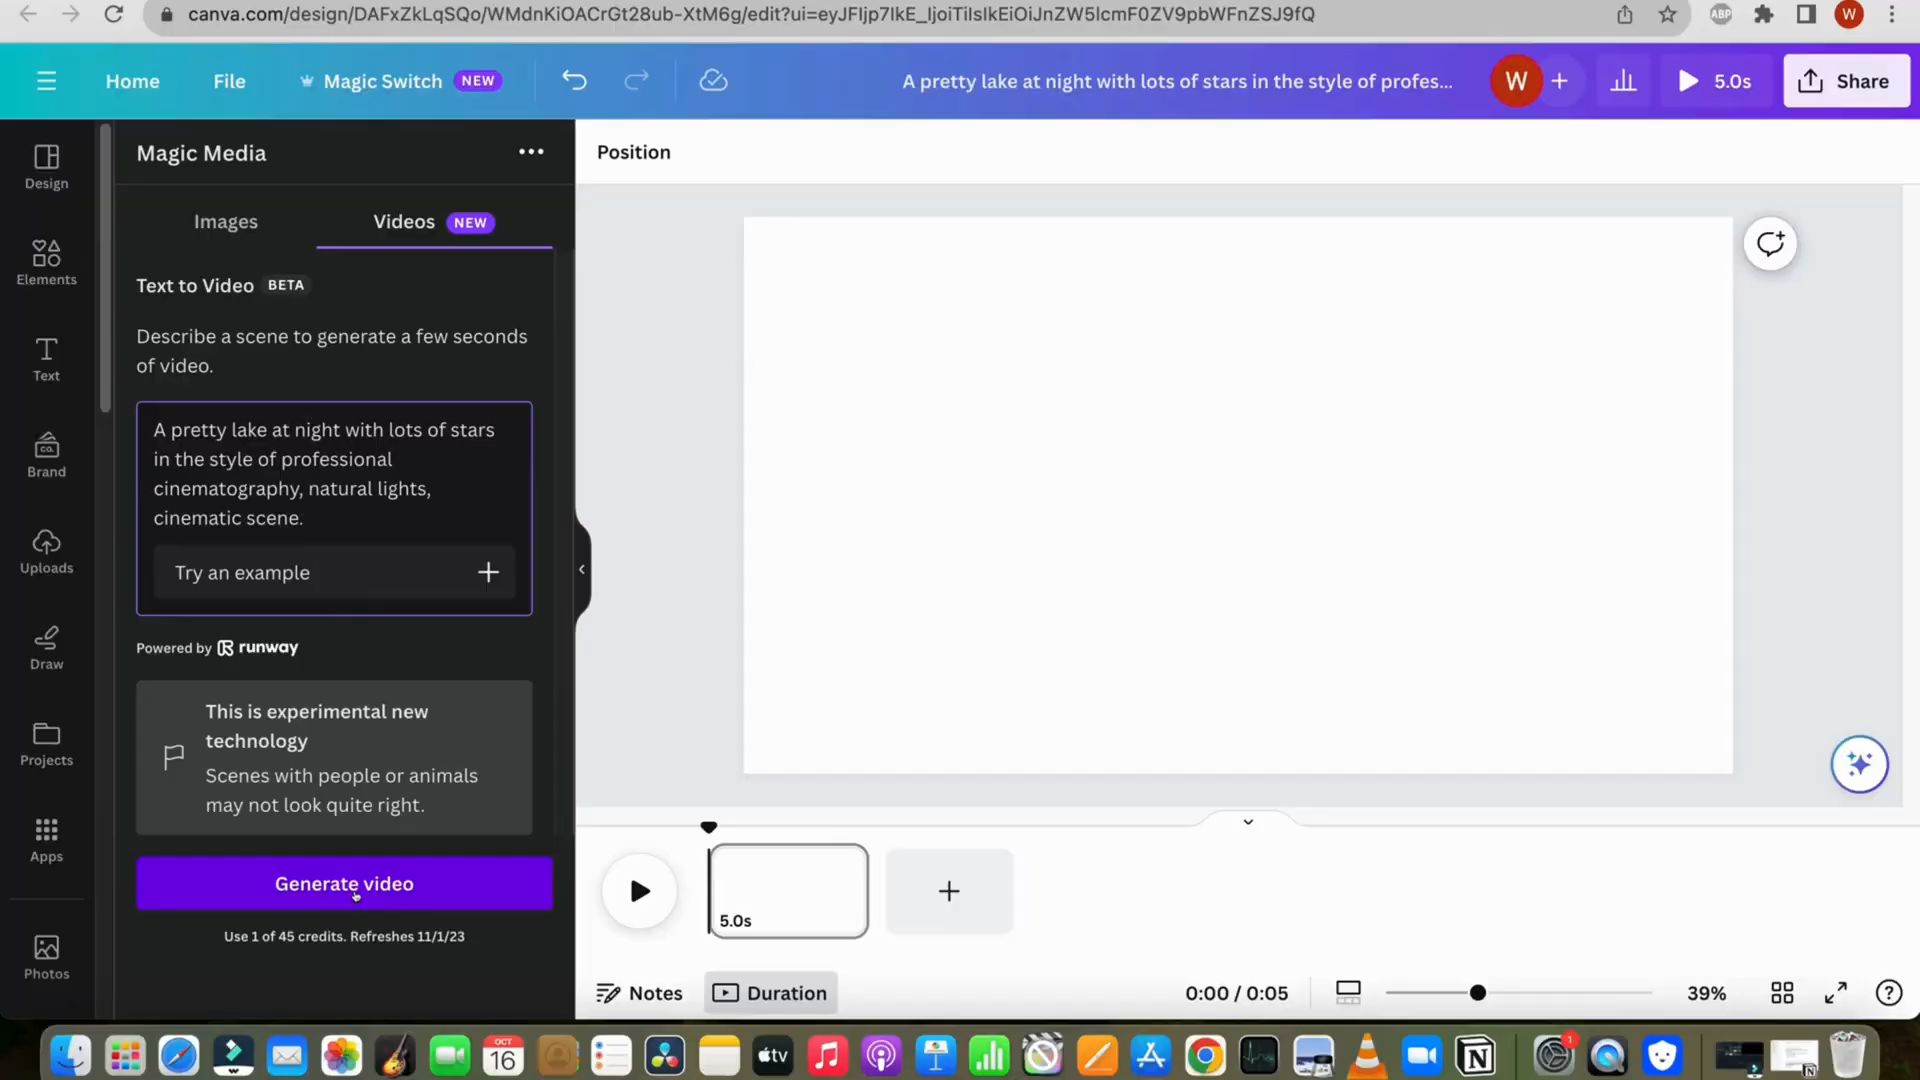 canva.com/design/DAFxZkLqSQo/WMdnKiOACrGt28ub-XtM6g/edit?ui=eyJFIjp7IkE_IjoiTiIsIkEiOiJnZW5lcmF0ZV9pbWFnZSJ9fQ
ABP
W
Home
File
Magic Switch NEW
A pretty lake at night with lots of stars in the style of profes...
W
5.0s
Share
Design
Elements
Text
Brand
Uploads
Draw
Projects
Apps
Photos
Magic Media
Images
Videos NEW
Text to Video BETA
Describe a scene to generate a few seconds
of video.
A pretty lake at night with lots of stars
in the style of professional
cinematography, natural lights,
cinematic scene.
Try an example
Powered by runway
This is experimental new
technology
Scenes with people or animals
may not look quite right.
Generate video
Use 1 of 45 credits. Refreshes 11/1/23
Position
5.0s
Notes
Duration
0:00 / 0:05
39%
OCT
16
tv
1